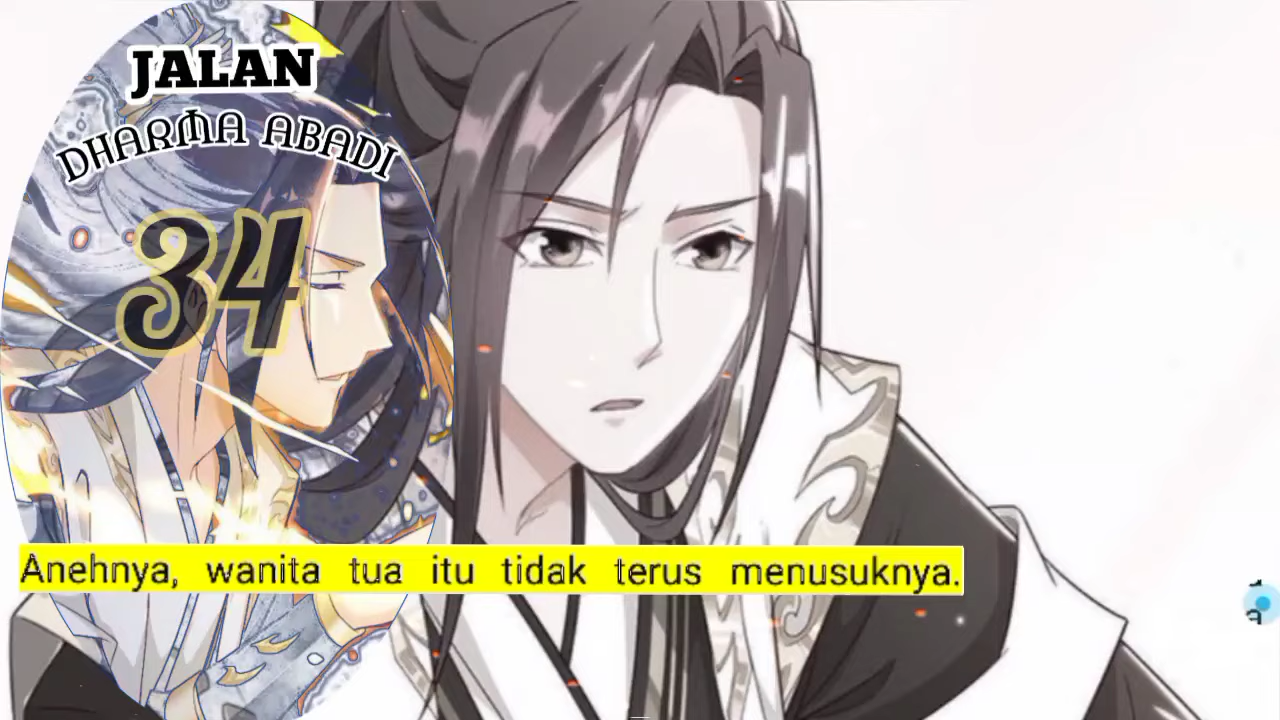 JALAN
DHARMA ABADI
34
Anehnya, wanita tua itu tidak terus menusuknya.